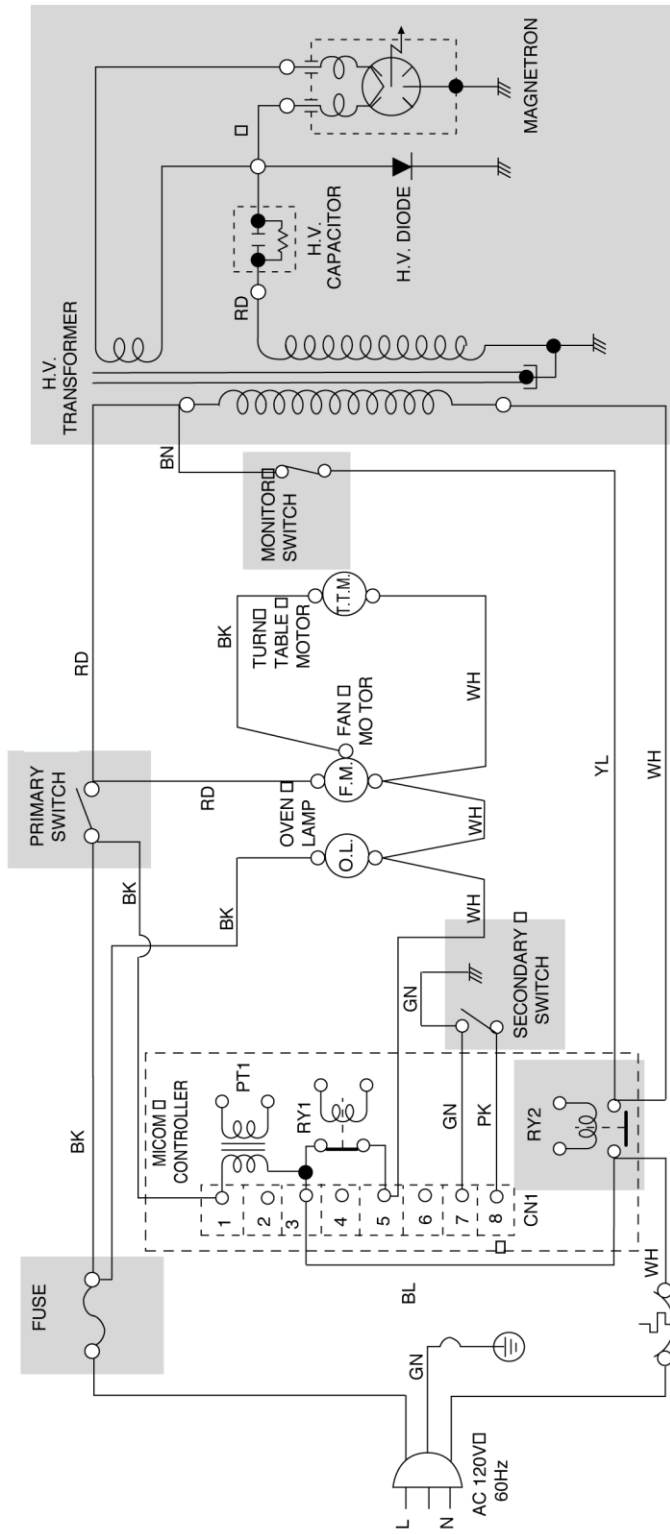 FUSE
L
N
AC 120V□
60Hz
GN
BK
BL
WH
PRIMARY
SWITCH
BK
BK
MICOM □
CONTROLLER
PT1
RY1
1
2
3
4
5
6
7
8
□
CN1
GN
PK
GN
SECONDARY □
SWITCH
RY2
RD
RD
OVEN □
LAMP
O.L.
FAN □
MO TOR
F.M.
BK
TURN□
TABLE □
MOTOR
T.T.M.
WH
WH
WH
YL
WH
MONITOR□
SWITCH
BN
H.V.
TRANSFORMER
RD
H.V.
CAPACITOR
□
H.V. DIODE
MAGNETRON